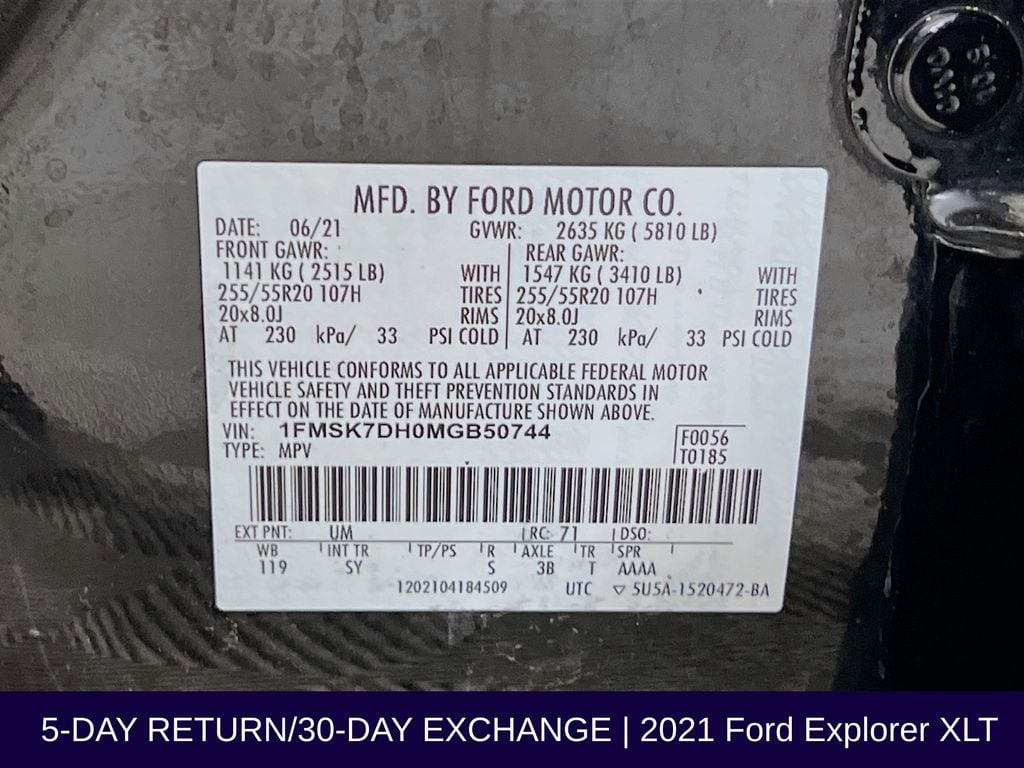 MFD. BY FORD MOTOR CO.
DATE: 06/21 GVWR: 2635 KG ( 5810 LB)
FRONT GAWR: REAR GAWR:
1141 KG ( 2515 LB) WITH 1547 KG ( 3410 LB) WITH
255/55R20 107H TIRES 255/55R20 107H TIRES
20x8.0J RIMS 20x8.0J RIMS
AT 230 kPa/ 33 PSI COLD AT 230 kPa/ 33 PSI COLD
THIS VEHICLE CONFORMS TO ALL APPLICABLE FEDERAL MOTOR
VEHICLE SAFETY AND THEFT PREVENTION STANDARDS IN
EFFECT ON THE DATE OF MANUFACTURE SHOWN ABOVE.
VIN: 1FMSK7DH0MGB50744 F0056
TYPE: MPV T0185
EXT PNT: UM RC: 71 DSO:
WB INT TR TP/PS R AXLE TR SPR
119 SY S 3B T AAAA
1202104184509 UTC ▽ 5U5A-1520472-BA
5-DAY RETURN/30-DAY EXCHANGE | 2021 Ford Explorer XLT